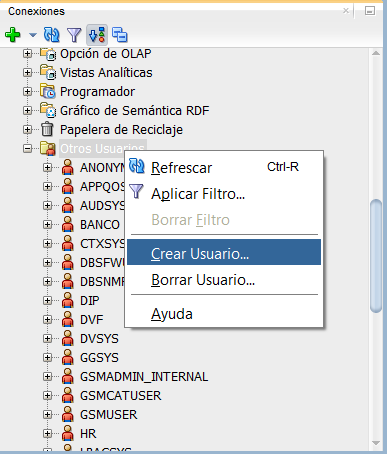 Conexiones
Opción de OLAP
Vistas Analíticas
Programador
Gráfico de Semántica RDF
Papelera de Reciclaje
Otros Usuarios
ANONYM
Refrescar Ctrl-R
APPQOS
Aplicar Filtro...
AUDSYS
BANCO
Borrar Filtro
CTXSYS
Crear Usuario...
DBSFWU
DBSNMP
Borrar Usuario...
DIP
DVF
Ayuda
DVSYS
GGSYS
GSMADMIN_INTERNAL
GSMCATUSER
GSMUSER
HR
LBACSYS